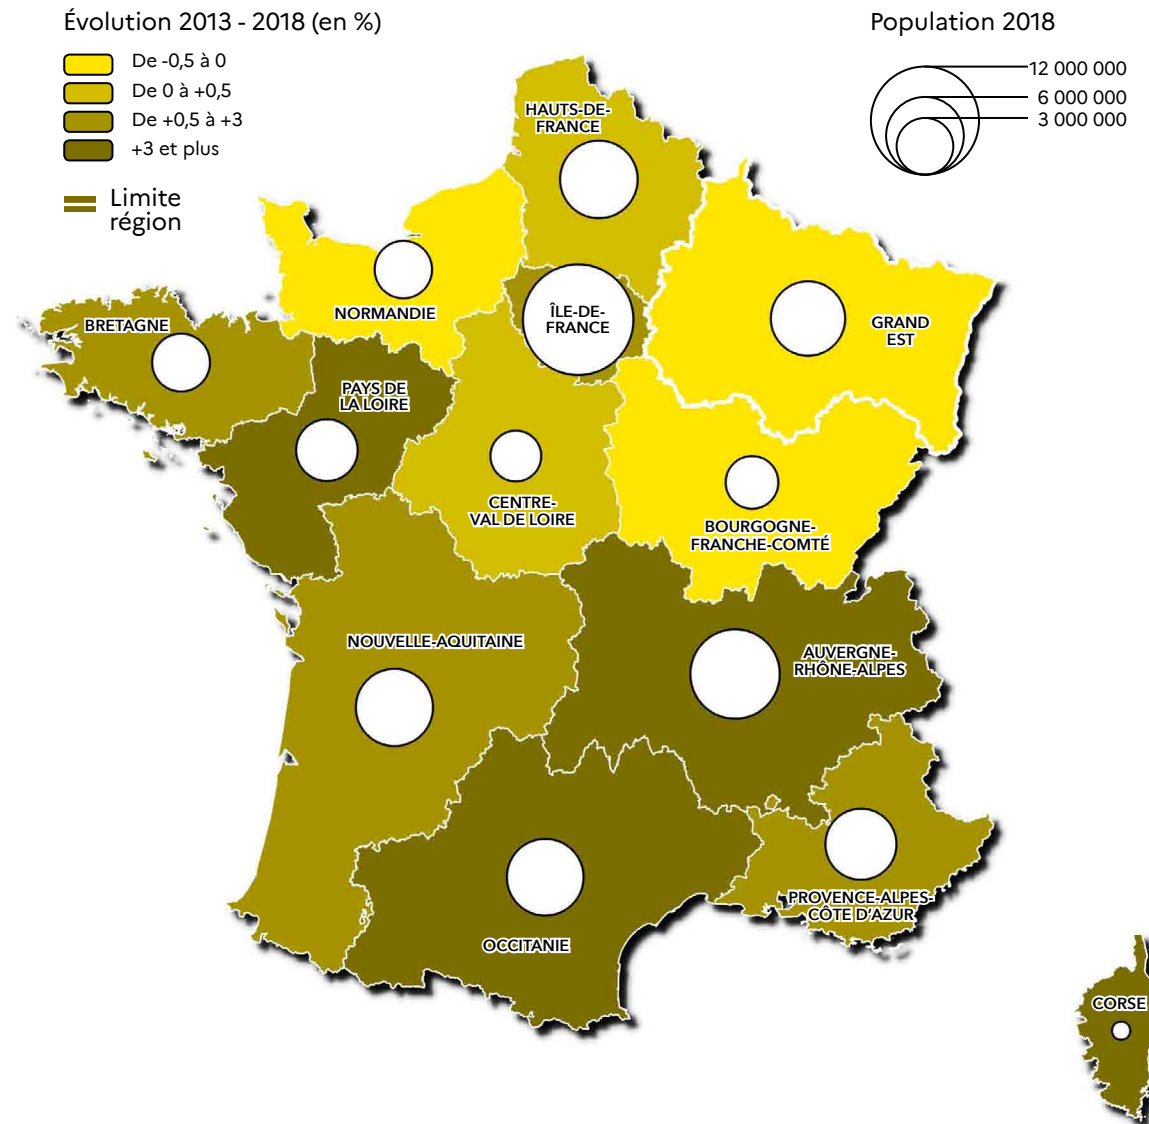 Évolution 2013 - 2018 (en %)
De -0,5 à 0
De 0 à +0,5
De +0,5 à +3
+3 et plus
Limite
région
Population 2018
12 000 000
6 000 000
3 000 000
HAUTS-DE-
FRANCE
NORMANDIE
ÎLE-DE-
FRANCE
GRAND
EST
BRETAGNE
PAYS DE
LA LOIRE
CENTRE-
VAL DE LOIRE
BOURGOGNE-
FRANCHE-COMTÉ
NOUVELLE-AQUITAINE
AUVERGNE-
RHÔNE-ALPES
PROVENCE-ALPES-
CÔTE D'AZUR
OCCITANIE
CORSE